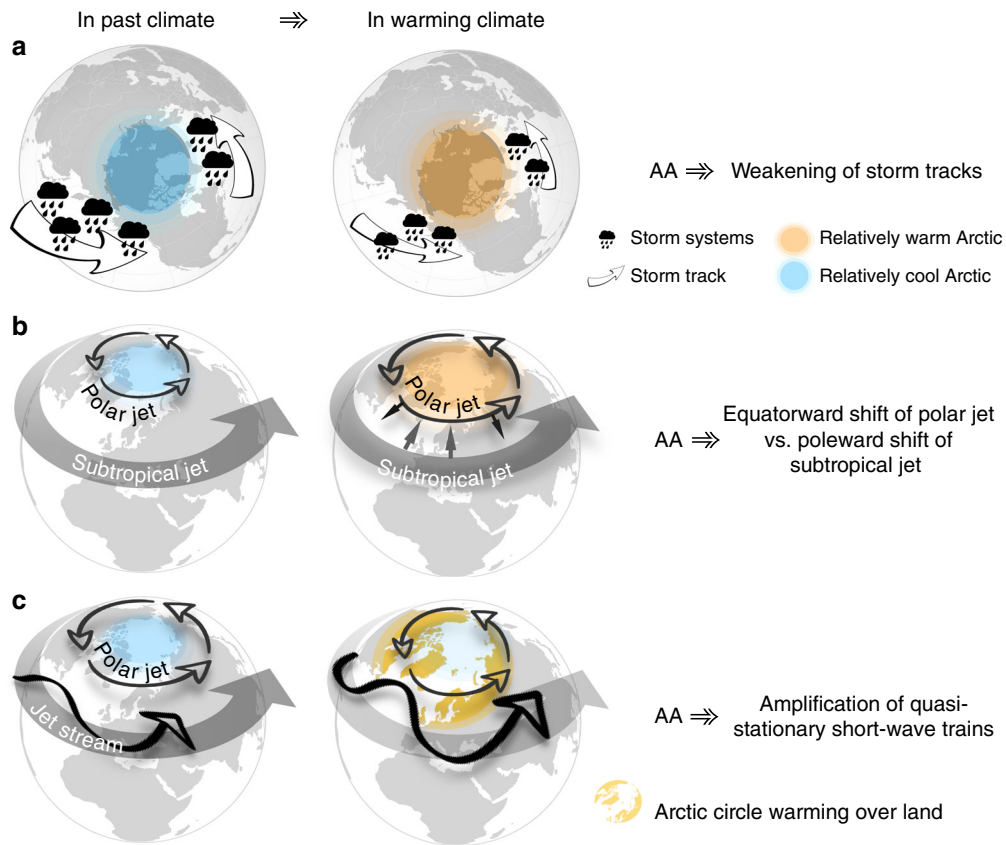 In past climate ⇒ In warming climate
a
AA ⇒ Weakening of storm tracks
Storm systems
Relatively warm Arctic
Storm track
Relatively cool Arctic
b
Polar jet
Subtropical jet
Polar jet
Subtropical jet
AA ⇒ Equatorward shift of polar jet
vs. poleward shift of
subtropical jet
c
Polar jet
Jet stream
AA ⇒ Amplification of quasi-
stationary short-wave trains
Arctic circle warming over land